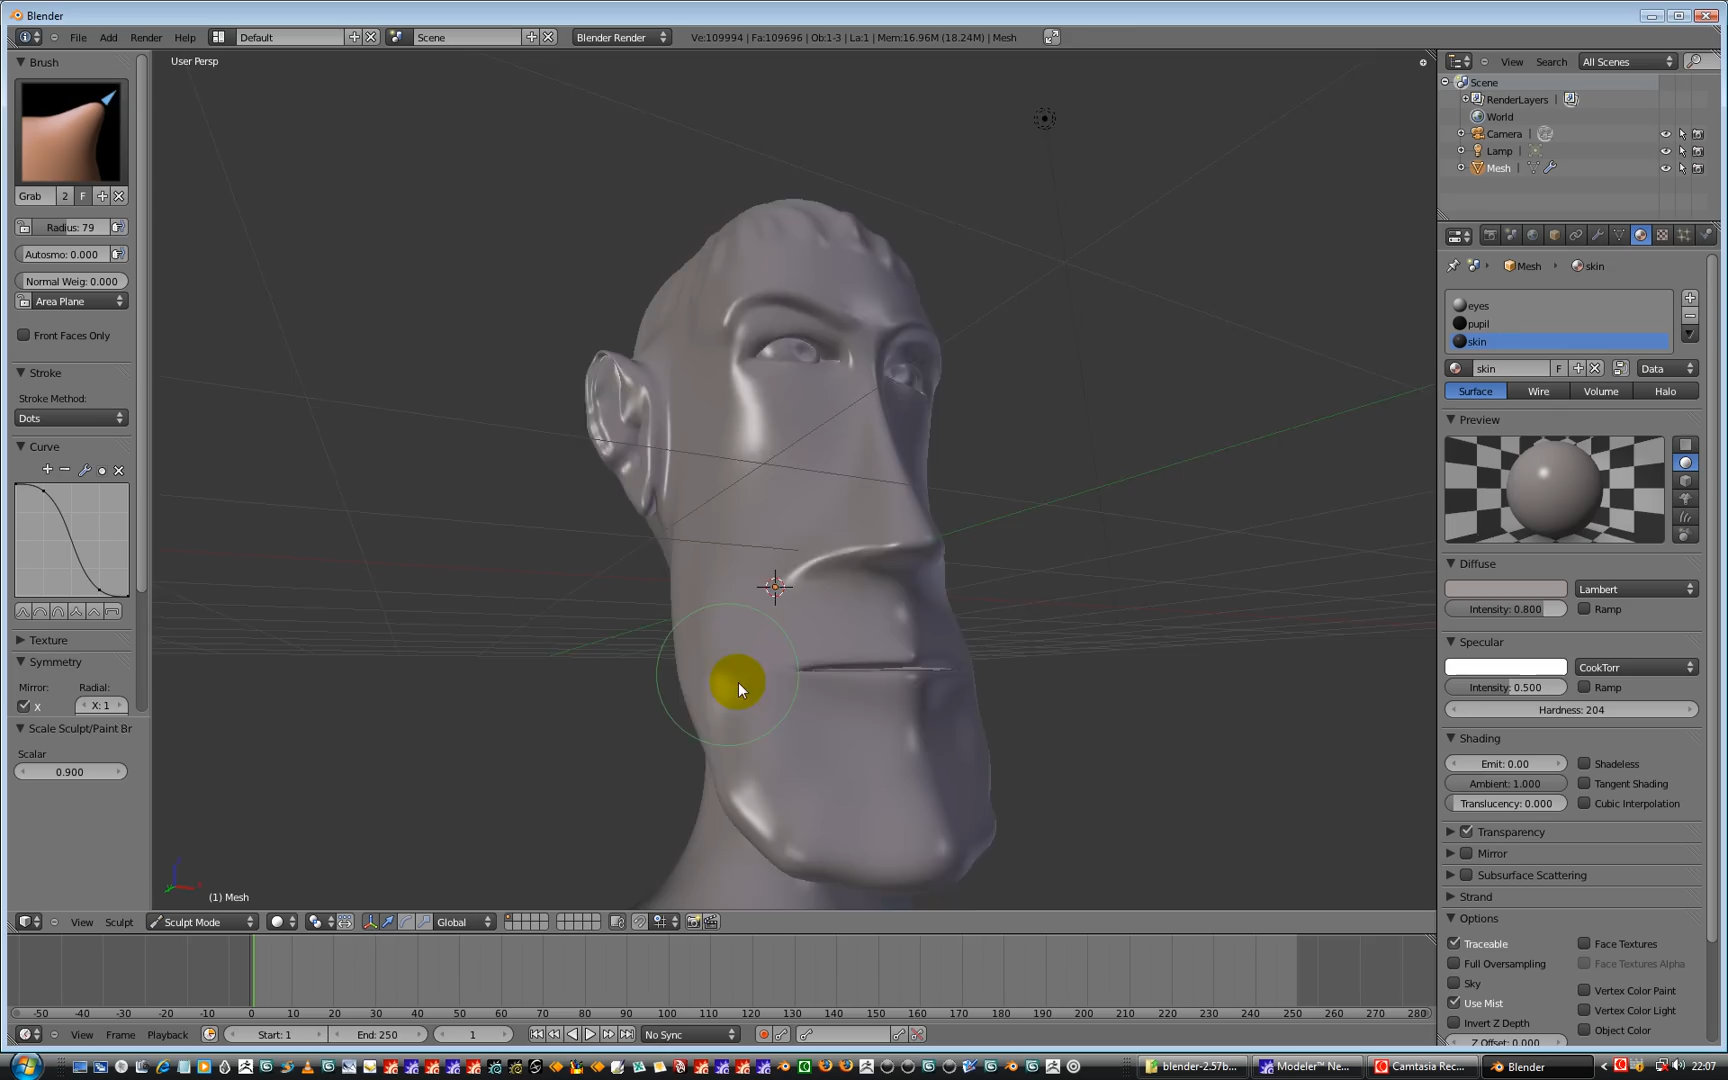 Blender
File Add Render Help Default Scene Blender Render Ve:109994 | Fa:109696 | Ob:1-3 | La:1 | Mem:16.96M (18.24M) | Mesh
Brush
Grab 2 F
Radius: 79
Autosmo: 0.000
Normal Weig: 0.000
Area Plane
Front Faces Only
Stroke
Stroke Method:
Dots
Curve
Texture
Symmetry
Mirror: Radial:
X X: 1
Scale Sculpt/Paint Br
Scalar
0.900
User Persp
(1) Mesh
View Sculpt Sculpt Mode Global
-50 -40 -30 -20 -10 0 10 20 30 40 50 60 70 80 90 100 110 120 130 140 150 160 170 180 190 200 210 220 230 240 250 260 270 280
View Frame Playback Start: 1 End: 250 1 No Sync
View Search All Scenes
Scene
RenderLayers |
World
Camera |
Lamp |
Mesh |
Mesh skin
eyes
pupil
skin
skin F Data
Surface Wire Volume Halo
Preview
Diffuse
Lambert
Intensity: 0.800 Ramp
Specular
CookTorr
Intensity: 0.500 Ramp
Hardness: 204
Shading
Emit: 0.00 Shadeless
Ambient: 1.000 Tangent Shading
Translucency: 0.000 Cubic Interpolation
Transparency
Mirror
Subsurface Scattering
Strand
Options
Traceable Face Textures
Full Oversampling Face Textures Alpha
Sky
Vertex Color Paint
Use Mist
Vertex Color Light
Invert Z Depth
Object Color
Z Offset: 0.000
blender-2.57b... Modeler™ Ne... Camtasia Rec... Blender 22:07